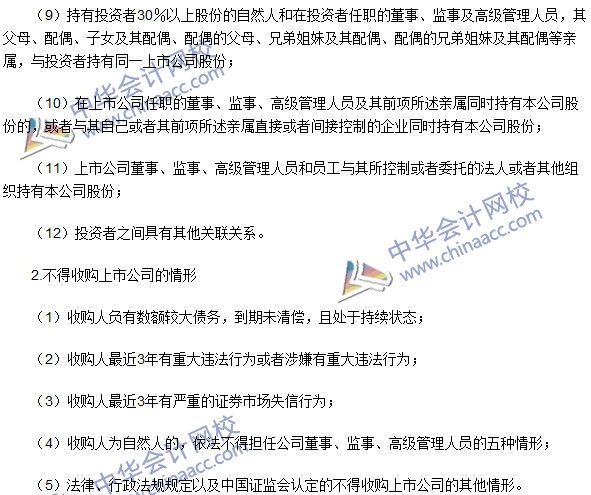 （9）持有投资者30%以上股份的自然人和在投资者任职的董事、监事及高级管理人员，其
父母、配偶、子女及其配偶、配偶的父母、兄弟姐妹及其配偶、配偶的兄弟姐妹及其配偶等亲
属，与投资者持有同一上市公司股份；
（10）在上市公司任职的董事、监事、高级管理人员及其前项所述亲属同时持有本公司股
份的，或者与其自己或者其前项所述亲属直接或者间接控制的企业同时持有本公司股份；
（11）上市公司董事、监事、高级管理人员和员工与其所控制或者委托的法人或者其他组
织持有本公司股份；
（12）投资者之间具有其他关联关系。
2.不得收购上市公司的情形
（1）收购人负有数额较大债务，到期未清偿，且处于持续状态；
（2）收购人最近3年有重大违法行为或者涉嫌有重大违法行为；
（3）收购人最近3年有严重的证券市场失信行为；
（4）收购人为自然人的，依法不得担任公司董事、监事、高级管理人员的五种情形；
（5）法律、行政法规规定以及中国证监会认定的不得收购上市公司的其他情形。
中华会计网校
www.chinaacc.com
中华会计网校
www.chinaacc.com
中华会计网校